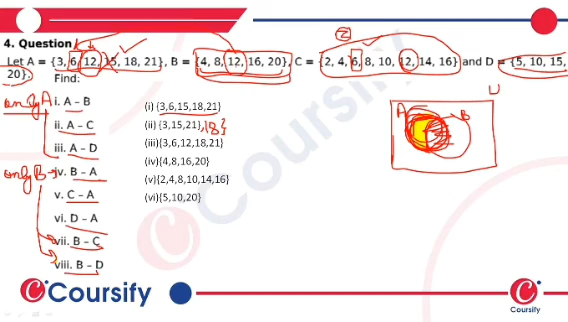 ②
4. Question
Let A = {3, 6, 12, 15, 18, 21}, B = {4, 8, 12, 16, 20}, C = {2, 4, 6, 8, 10, 12, 14, 16} and D = {5, 10, 15,
20}.
Find:
only A
i. A – B
ii. A – C
iii. A – D
only B
iv. B – A
v. C – A
vi. D – A
vii. B – C
viii. B – D
(i) {3,6,15,18,21}
(ii) {3,15,21} ,18}
(iii){3,6,12,18,21}
(iv){4,8,16,20}
(v){2,4,8,10,14,16}
(vi){5,10,20}
U
A
B
Coursify
Coursify
Coursify